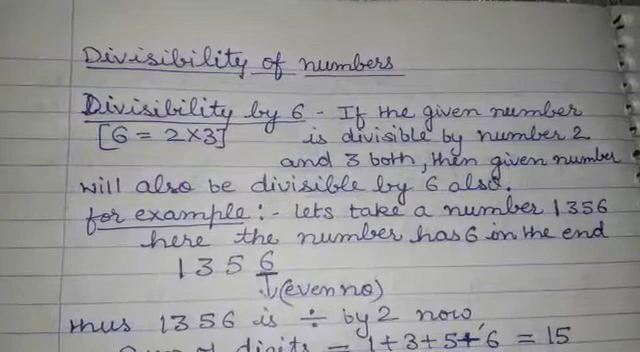 Divisibility of numbers
Divisibility by 6 - If the given number
[6 = 2×3] is divisible by number 2
and 3 both, then given number
will also be divisible by 6 also.
for example :- lets take a number 1356
here the number has 6 in the end
1 3 5 6
↓(even no)
thus 1356 is ÷ by 2 now,
digits = 1+3+5+6 = 15